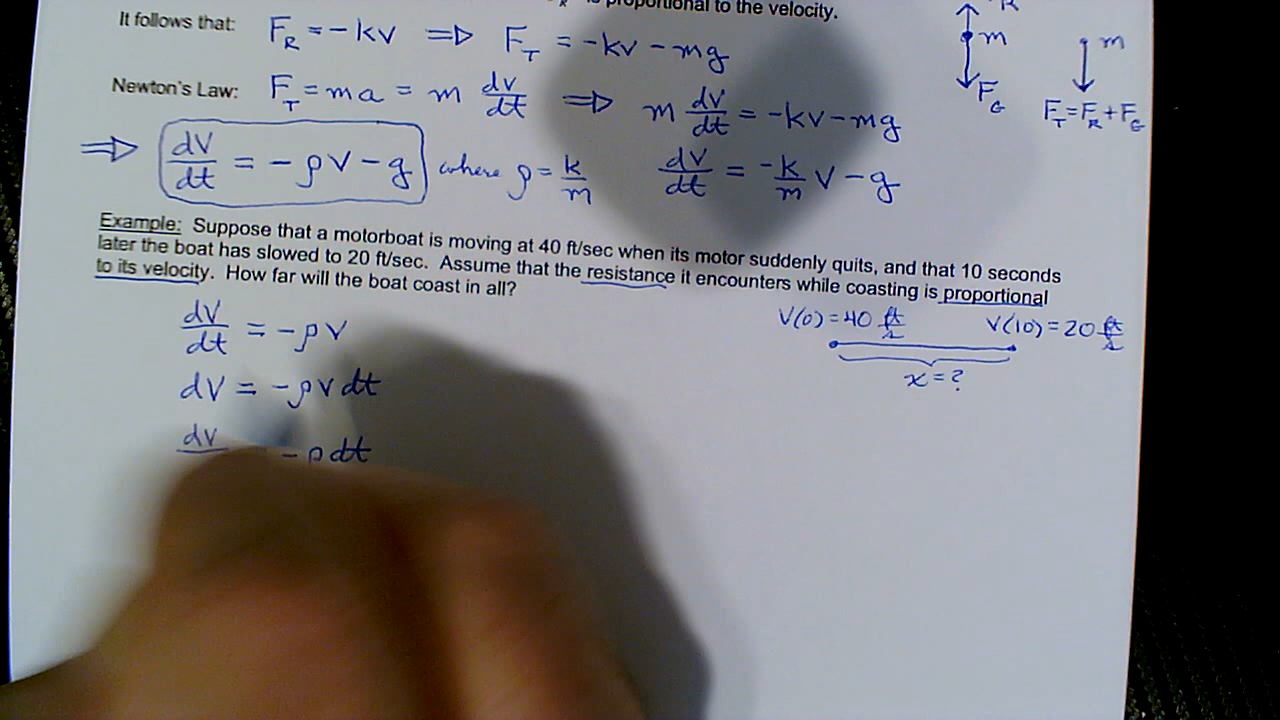 proportional to the velocity.
It follows that: F_R = -kv ⇒ F_T = -kv - mg
m
F_G
m
F_T = F_R + F_G
Newton's Law: F_T = ma = m dv/dt ⇒ m dv/dt = -kv - mg
⇒ dv/dt = -ρv - g where ρ = k/m dv/dt = -k/m v - g
Example: Suppose that a motorboat is moving at 40 ft/sec when its motor suddenly quits, and that 10 seconds
later the boat has slowed to 20 ft/sec. Assume that the resistance it encounters while coasting is proportional
to its velocity. How far will the boat coast in all?
dv/dt = -ρv
v(0) = 40 ft/s v(10) = 20 ft/s
x = ?
dv = -ρv dt
dv - ρdt